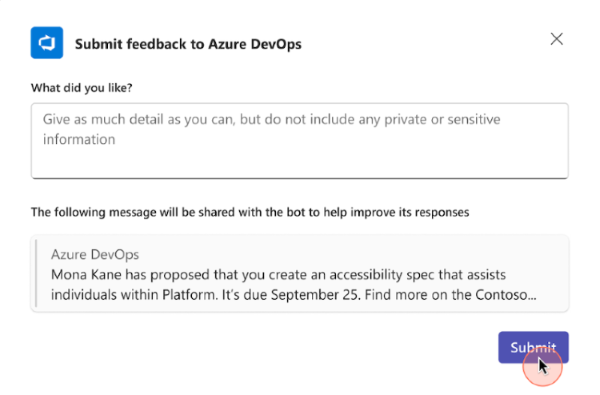 Submit feedback to Azure DevOps
What did you like?
Give as much detail as you can, but do not include any private or sensitive
information
The following message will be shared with the bot to help improve its responses
Azure DevOps
Mona Kane has proposed that you create an accessibility spec that assists
individuals within Platform. It's due September 25. Find more on the Contoso...
Submit